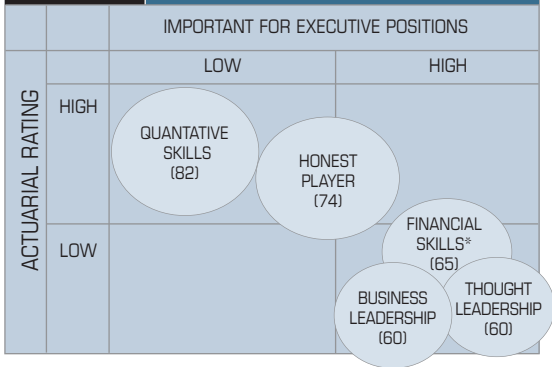 IMPORTANT FOR EXECUTIVE POSITIONS
LOW
HIGH
ACTUARIAL RATING
HIGH
QUANTATIVE
SKILLS
(82)
HONEST
PLAYER
(74)
LOW
FINANCIAL
SKILLS*
(65)
BUSINESS
LEADERSHIP
(60)
THOUGHT
LEADERSHIP
(60)